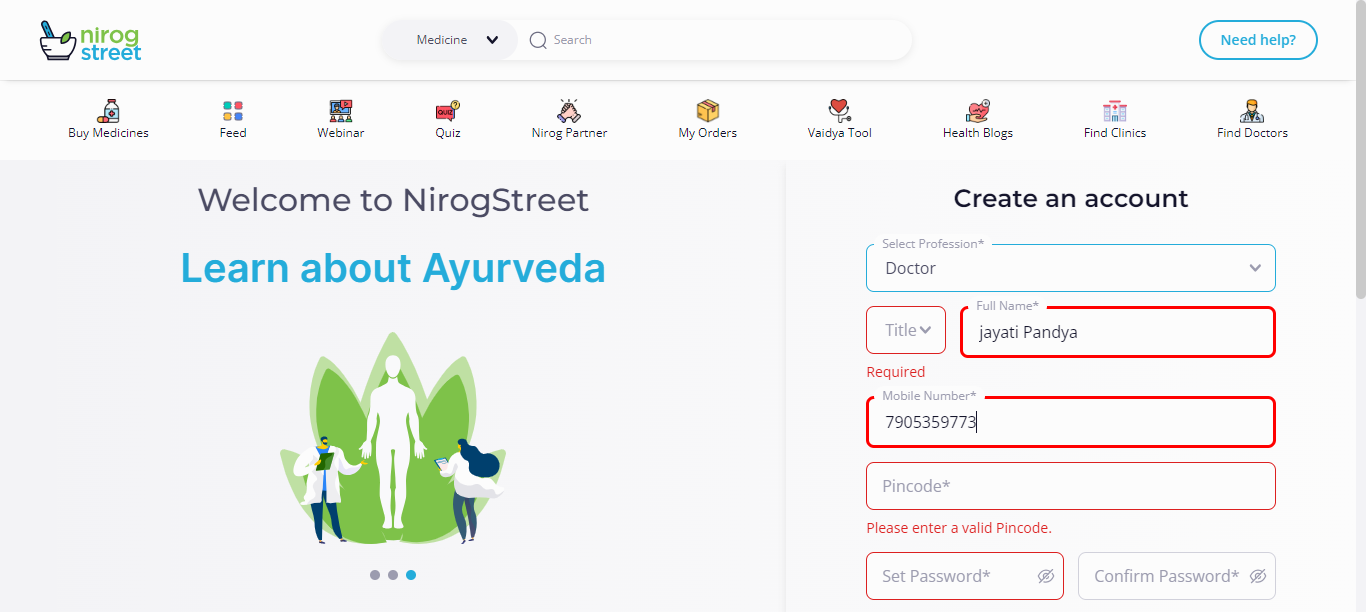 nirog
street
Medicine
Search
Need help?
Buy Medicines
Feed
Webinar
QUIZ
?
Quiz
Nirog Partner
My Orders
Vaidya Tool
Health Blogs
Find Clinics
Find Doctors
Welcome to NirogStreet
Learn about Ayurveda
Create an account
Select Profession*
Doctor
Title
Full Name*
jayati Pandya
Required
Mobile Number*
7905359773
Pincode*
Please enter a valid Pincode.
Set Password*
Confirm Password*